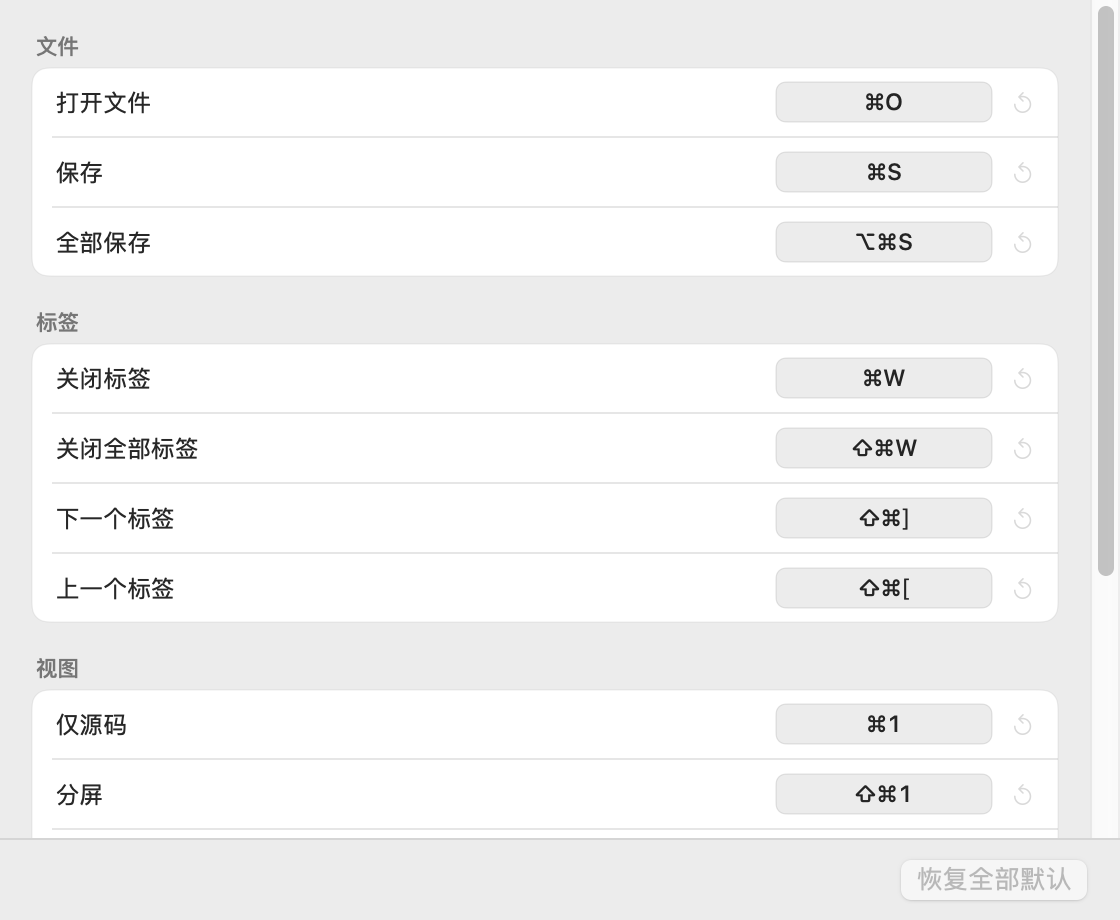 文件
打开文件 ⌘O
保存 ⌘S
全部保存 ⌥⌘S
标签
关闭标签 ⌘W
关闭全部标签 ⇧⌘W
下一个标签 ⇧⌘]
上一个标签 ⇧⌘[
视图
仅源码 ⌘1
分屏 ⇧⌘1
恢复全部默认